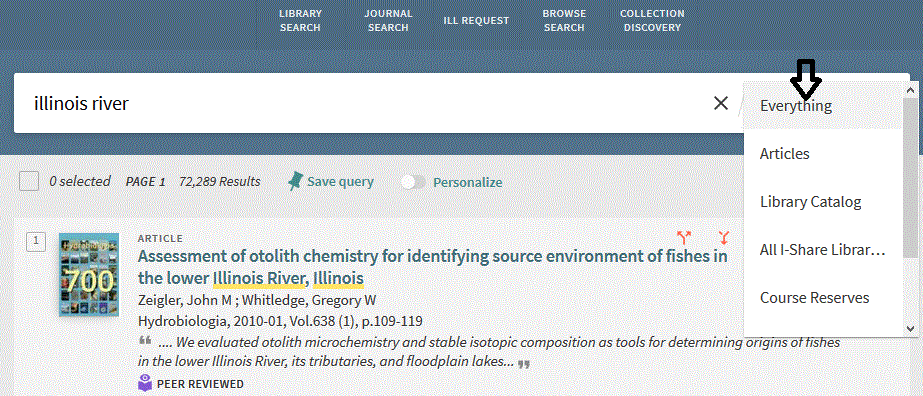 LIBRARY SEARCH
JOURNAL SEARCH
ILL REQUEST
BROWSE SEARCH
COLLECTION DISCOVERY
illinois river
Everything
Articles
Library Catalog
All I-Share Librar…
Course Reserves
0 selected PAGE 1 72,289 Results Save query Personalize
1
Hydrobiologia
700
ARTICLE
Assessment of otolith chemistry for identifying source environment of fishes in
the lower Illinois River, Illinois
Zeigler, John M ; Whitledge, Gregory W
Hydrobiologia, 2010-01, Vol.638 (1), p.109-119
“ .... We evaluated otolith microchemistry and stable isotopic composition as tools for determining origins of fishes
in the lower Illinois River, its tributaries, and floodplain lakes... ”
PEER REVIEWED